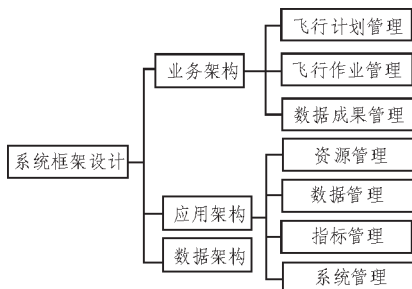 飞行计划管理
业务架构
飞行作业管理
数据成果管理
系统框架设计
资源管理
应用架构
数据管理
数据架构
指标管理
系统管理